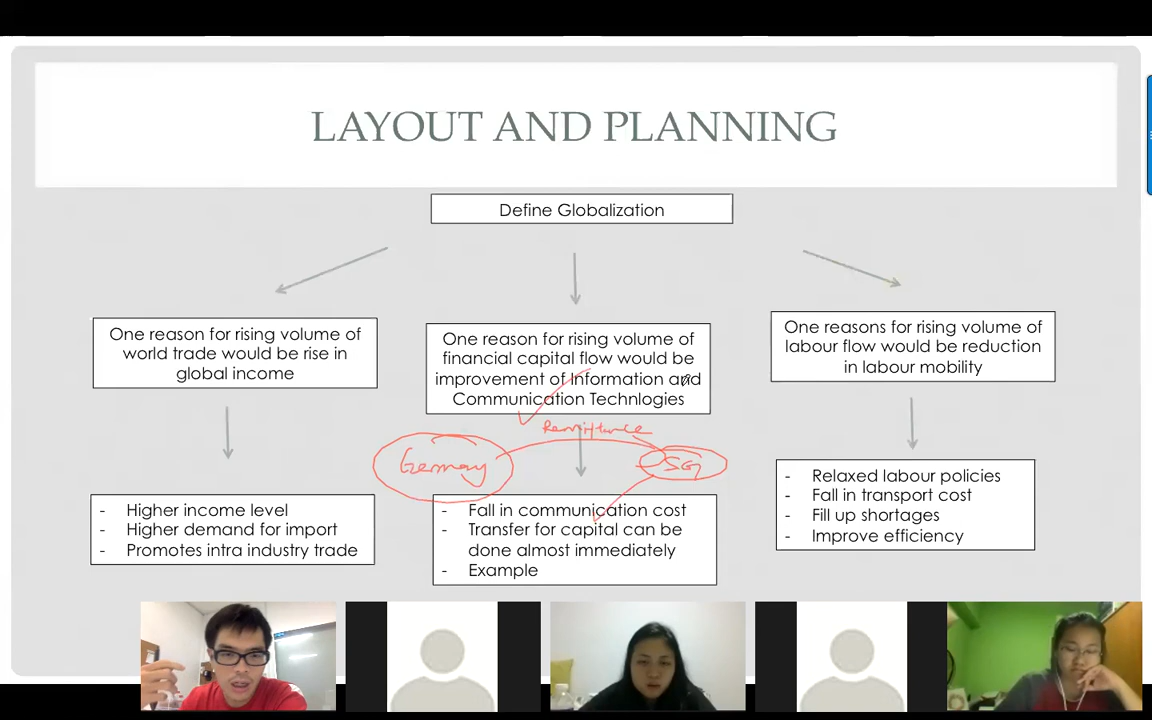 LAYOUT AND PLANNING
Define Globalization
One reason for rising volume of
world trade would be rise in
global income
One reason for rising volume of
financial capital flow would be
improvement of Information and
Communication Technlogies
One reasons for rising volume of
labour flow would be reduction
in labour mobility
Remittance
Germay
SG
- Higher income level
- Higher demand for import
- Promotes intra industry trade
- Fall in communication cost
- Transfer for capital can be
done almost immediately
- Example
- Relaxed labour policies
- Fall in transport cost
- Fill up shortages
- Improve efficiency